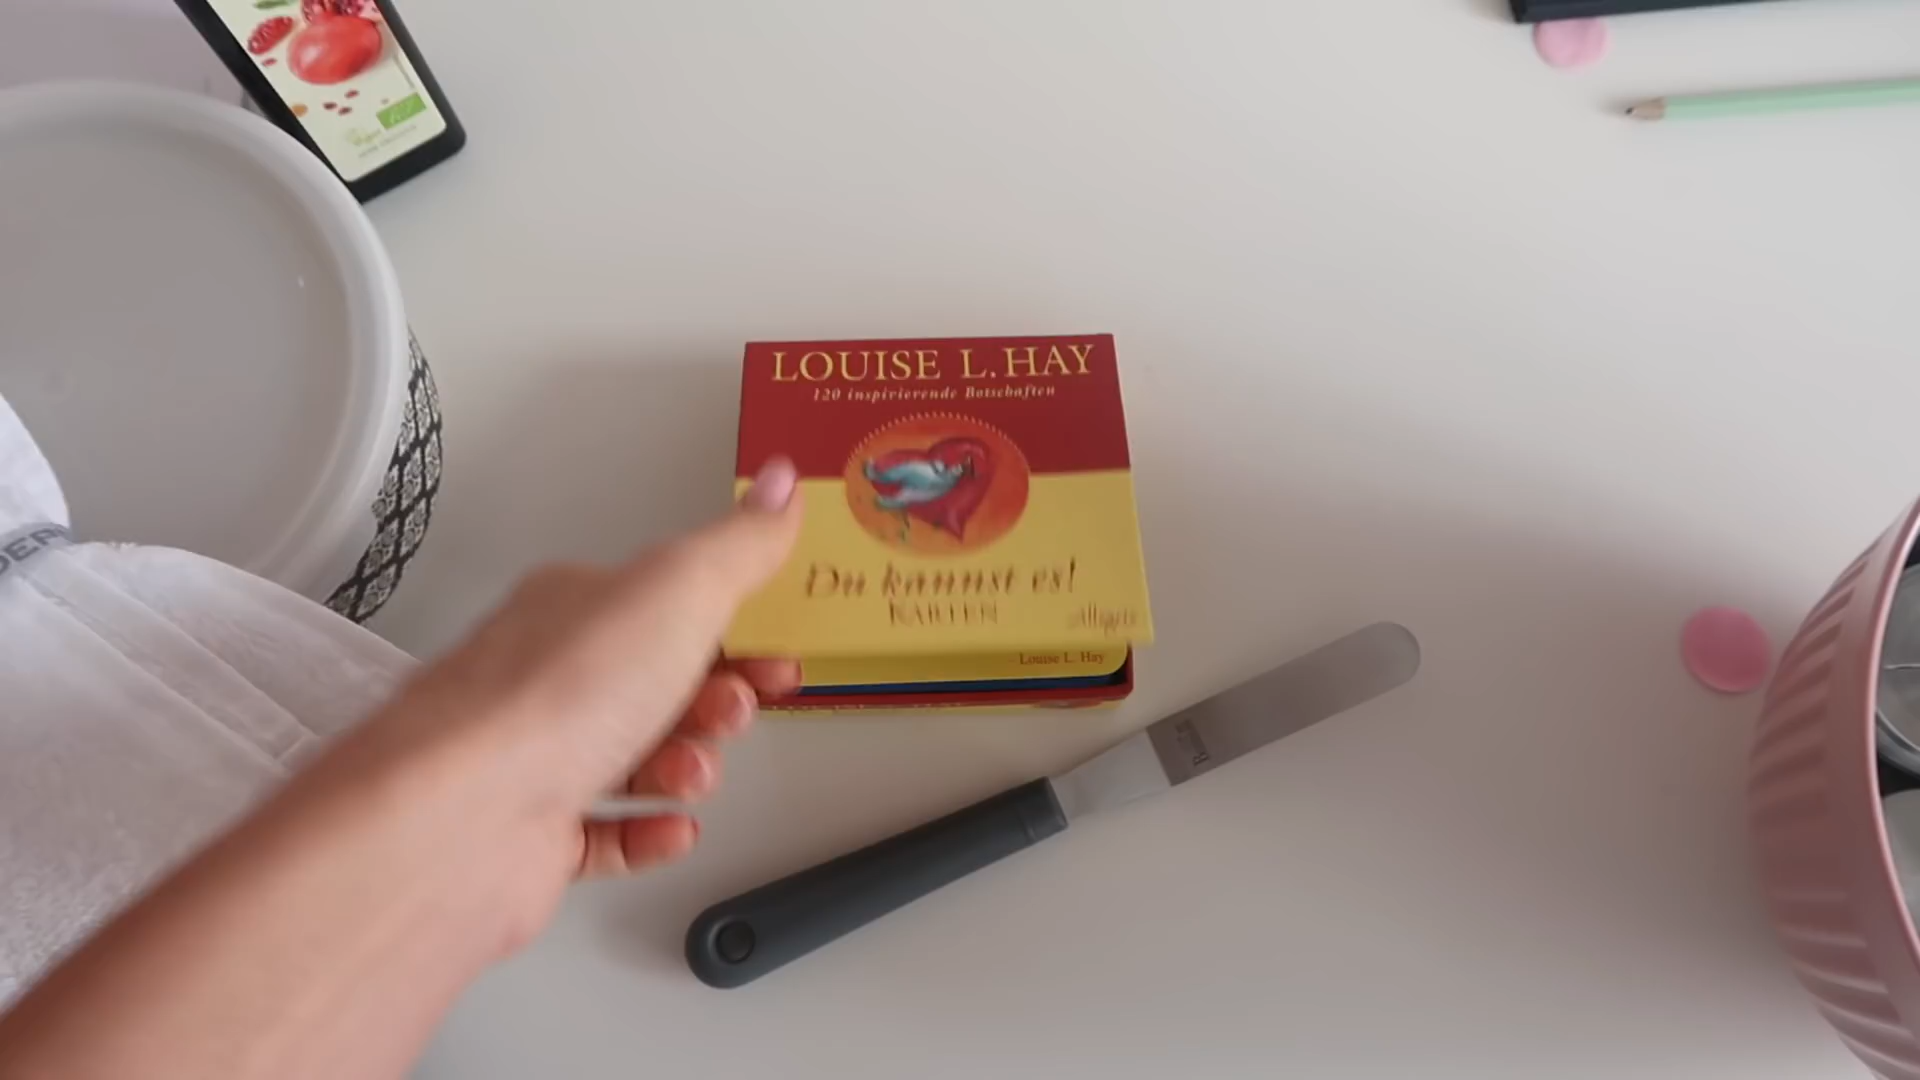 LOUISE L. HAY
120 inspirierende Botschaften
Du kannst es!
KARTEN
Allegria
Louise L. Hay